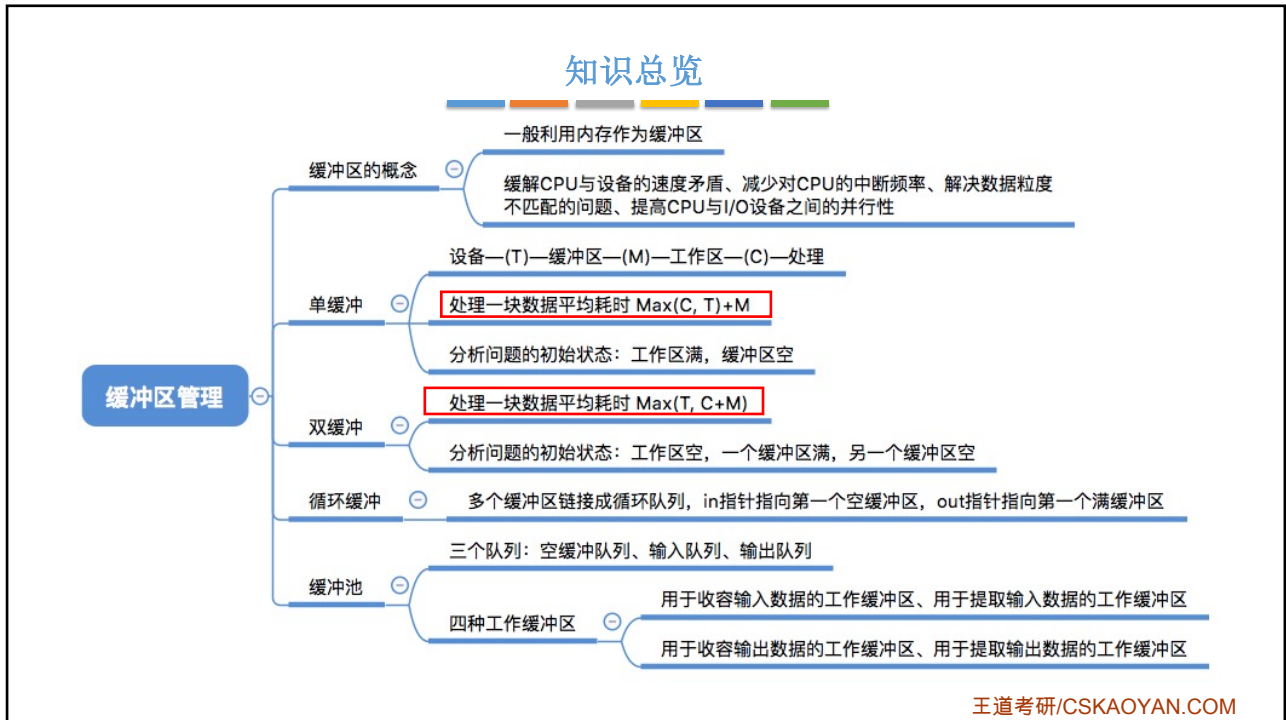 知识总览
一般利用内存作为缓冲区
缓冲区的概念
缓解CPU与设备的速度矛盾、减少对CPU的中断频率、解决数据粒度
不匹配的问题、提高CPU与I/O设备之间的并行性
设备—(T)—缓冲区—(M)—工作区—(C)—处理
单缓冲
处理一块数据平均耗时 Max(C, T)+M
分析问题的初始状态：工作区满，缓冲区空
缓冲区管理
处理一块数据平均耗时 Max(T, C+M)
双缓冲
分析问题的初始状态：工作区空，一个缓冲区满，另一个缓冲区空
循环缓冲
多个缓冲区链接成循环队列，in指针指向第一个空缓冲区，out指针指向第一个满缓冲区
三个队列：空缓冲队列、输入队列、输出队列
缓冲池
四种工作缓冲区
用于收容输入数据的工作缓冲区、用于提取输入数据的工作缓冲区
用于收容输出数据的工作缓冲区、用于提取输出数据的工作缓冲区
王道考研/CSKAOYAN.COM